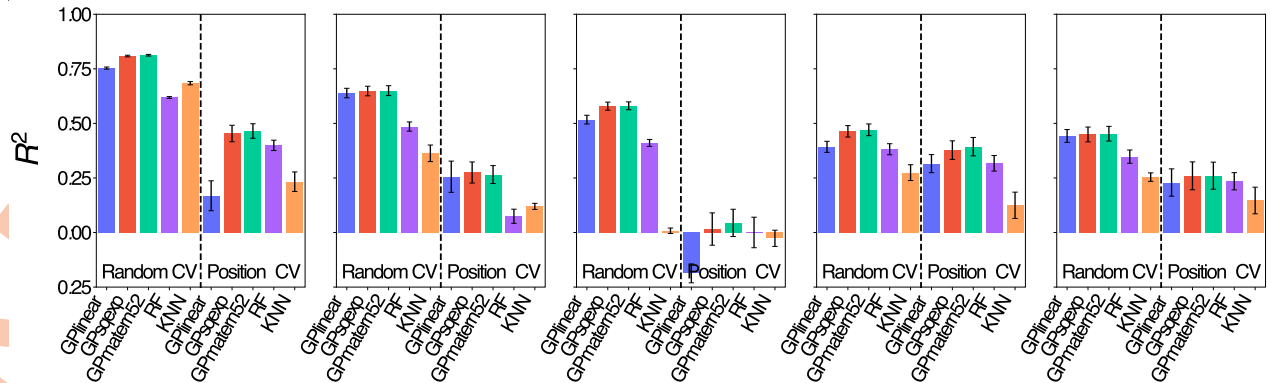 1.00
0.75
0.50
0.25
0.00
0.25
R²
Random CV Position CV
Random CV Position CV
Random CV Position CV
Random CV Position CV
Random CV Position CV
GPlinear GPsqexp GPmatern52 RF KNN GPlinear GPsqexp GPmatern52 RF KNN
GPlinear GPsqexp GPmatern52 RF KNN GPlinear GPsqexp GPmatern52 RF KNN
GPlinear GPsqexp GPmatern52 RF KNN GPlinear GPsqexp GPmatern52 RF KNN
GPlinear GPsqexp GPmatern52 RF KNN GPlinear GPsqexp GPmatern52 RF KNN
GPlinear GPsqexp GPmatern52 RF KNN GPlinear GPsqexp GPmatern52 RF KNN